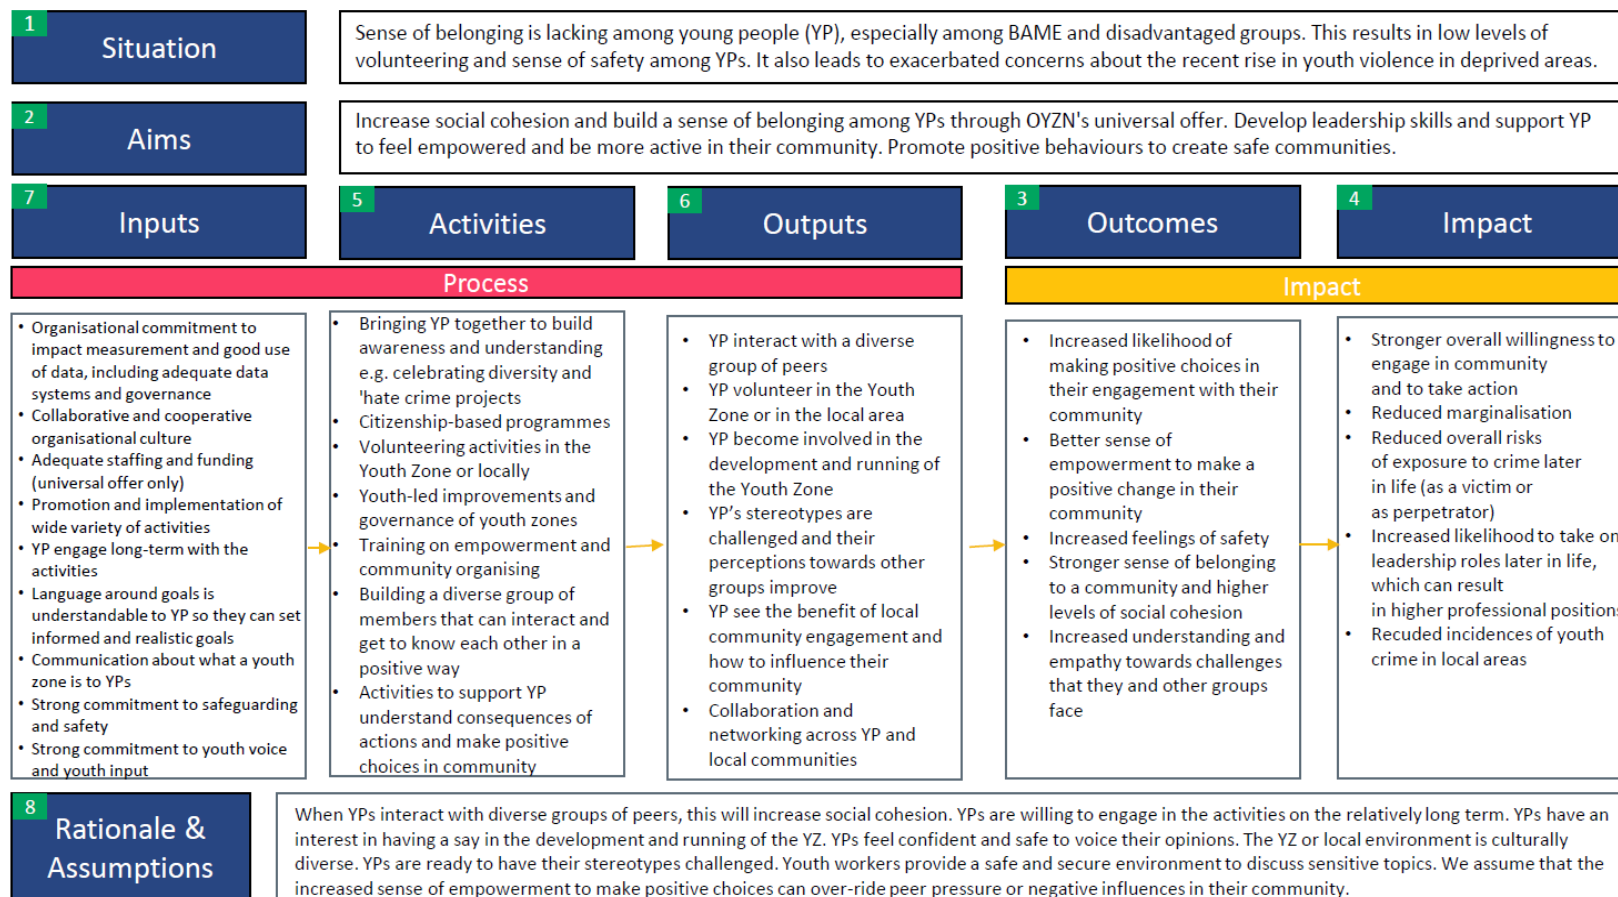 1
Situation
Sense of belonging is lacking among young people (YP), especially among BAME and disadvantaged groups. This results in low levels of
volunteering and sense of safety among YPs. It also leads to exacerbated concerns about the recent rise in youth violence in deprived areas.
2
Aims
Increase social cohesion and build a sense of belonging among YPs through OYZN's universal offer. Develop leadership skills and support YP
to feel empowered and be more active in their community. Promote positive behaviours to create safe communities.
7
Inputs
5
Activities
6
Outputs
3
Outcomes
4
Impact
Process
Impact
• Organisational commitment to
impact measurement and good use
of data, including adequate data
systems and governance
• Collaborative and cooperative
organisational culture
• Adequate staffing and funding
(universal offer only)
• Promotion and implementation of
wide variety of activities
• YP engage long-term with the
activities
• Language around goals is
understandable to YP so they can set
informed and realistic goals
• Communication about what a youth
zone is to YPs
• Strong commitment to safeguarding
and safety
• Strong commitment to youth voice
and youth input
• Bringing YP together to build
awareness and understanding
e.g. celebrating diversity and
'hate crime projects
• Citizenship-based programmes
• Volunteering activities in the
Youth Zone or locally
• Youth-led improvements and
governance of youth zones
• Training on empowerment and
community organising
• Building a diverse group of
members that can interact and
get to know each other in a
positive way
• Activities to support YP
understand consequences of
actions and make positive
choices in community
• YP interact with a diverse
group of peers
• YP volunteer in the Youth
Zone or in the local area
• YP become involved in the
development and running of
the Youth Zone
• YP's stereotypes are
challenged and their
perceptions towards other
groups improve
• YP see the benefit of local
community engagement and
how to influence their
community
• Collaboration and
networking across YP and
local communities
• Increased likelihood of
making positive choices in
their engagement with their
community
• Better sense of
empowerment to make a
positive change in their
community
• Increased feelings of safety
• Stronger sense of belonging
to a community and higher
levels of social cohesion
• Increased understanding and
empathy towards challenges
that they and other groups
face
• Stronger overall willingness to
engage in community
and to take action
• Reduced marginalisation
• Reduced overall risks
of exposure to crime later
in life (as a victim or
as perpetrator)
• Increased likelihood to take on
leadership roles later in life,
which can result
in higher professional positions
• Recuded incidences of youth
crime in local areas
8
Rationale &
Assumptions
When YPs interact with diverse groups of peers, this will increase social cohesion. YPs are willing to engage in the activities on the relatively long term. YPs have an
interest in having a say in the development and running of the YZ. YPs feel confident and safe to voice their opinions. The YZ or local environment is culturally
diverse. YPs are ready to have their stereotypes challenged. Youth workers provide a safe and secure environment to discuss sensitive topics. We assume that the
increased sense of empowerment to make positive choices can over-ride peer pressure or negative influences in their community.